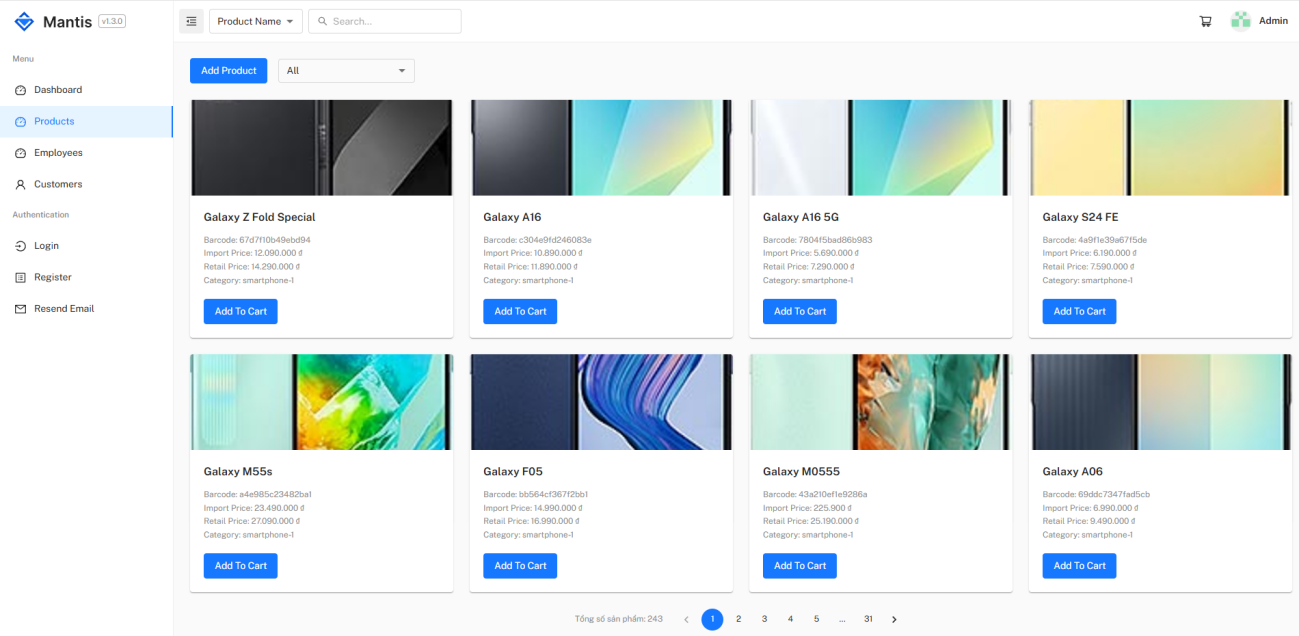 Mantis v1.3.0
Product Name
Search...
Admin
Menu
Dashboard
Products
Employees
Customers
Authentication
Login
Register
Resend Email
Add Product
All
Galaxy Z Fold Special
Barcode: 67d7f10b49ebd94
Import Price: 12.090.000 ₫
Retail Price: 14.290.000 ₫
Category: smartphone-1
Add To Cart
Galaxy A16
Barcode: c304e9fd246083e
Import Price: 10.890.000 ₫
Retail Price: 11.890.000 ₫
Category: smartphone-1
Add To Cart
Galaxy A16 5G
Barcode: 7804f5bad86b983
Import Price: 5.690.000 ₫
Retail Price: 7.290.000 ₫
Category: smartphone-1
Add To Cart
Galaxy S24 FE
Barcode: 4a9f1e39a67f5de
Import Price: 6.190.000 ₫
Retail Price: 7.590.000 ₫
Category: smartphone-1
Add To Cart
Galaxy M55s
Barcode: a4e985c23482ba1
Import Price: 23.490.000 ₫
Retail Price: 27.090.000 ₫
Category: smartphone-1
Add To Cart
Galaxy F05
Barcode: bb564cf367f2bb1
Import Price: 14.990.000 ₫
Retail Price: 16.990.000 ₫
Category: smartphone-1
Add To Cart
Galaxy M0555
Barcode: 43a210ef1e9286a
Import Price: 225.900 ₫
Retail Price: 25.190.000 ₫
Category: smartphone-1
Add To Cart
Galaxy A06
Barcode: 69ddc7347fad5cb
Import Price: 6.990.000 ₫
Retail Price: 9.490.000 ₫
Category: smartphone-1
Add To Cart
Tổng số sản phẩm: 243 1 2 3 4 5 ... 31